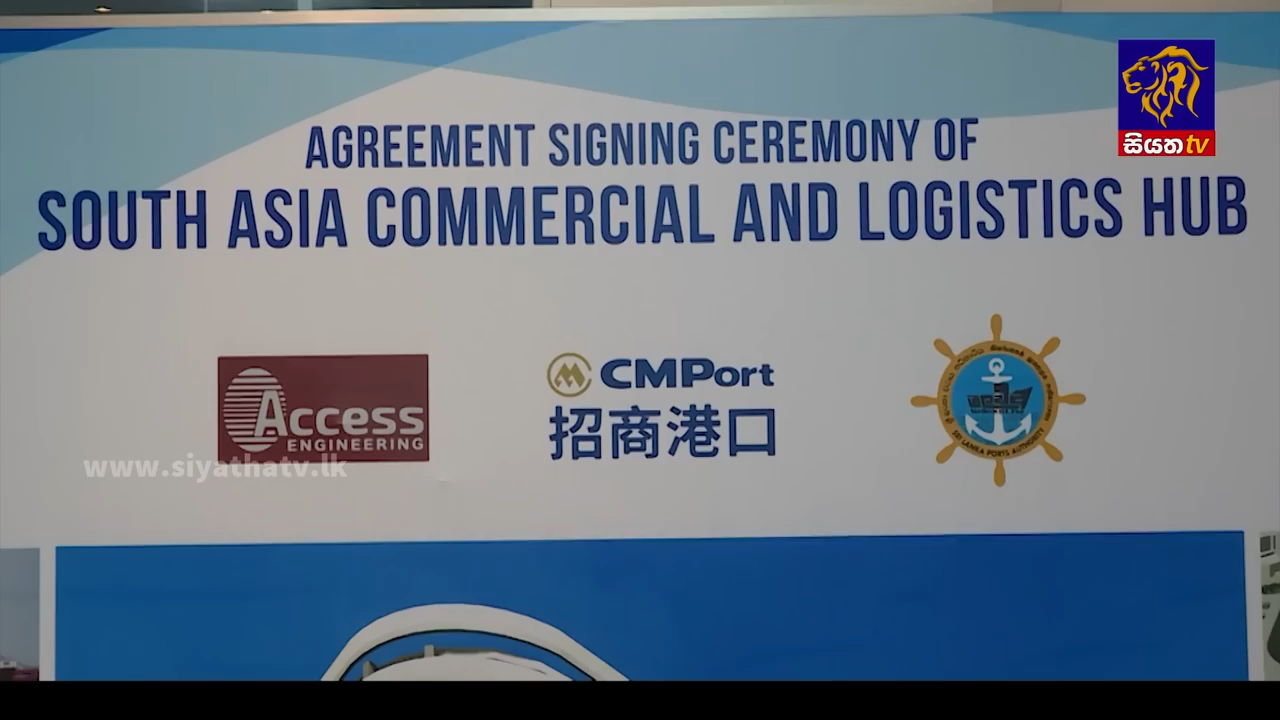 AGREEMENT SIGNING CEREMONY OF
SOUTH ASIA COMMERCIAL AND LOGISTICS HUB
සියත tv
Access
ENGINEERING
CMPort
招商港口
SRI LANKA PORTS AUTHORITY
www.siyathatv.lk